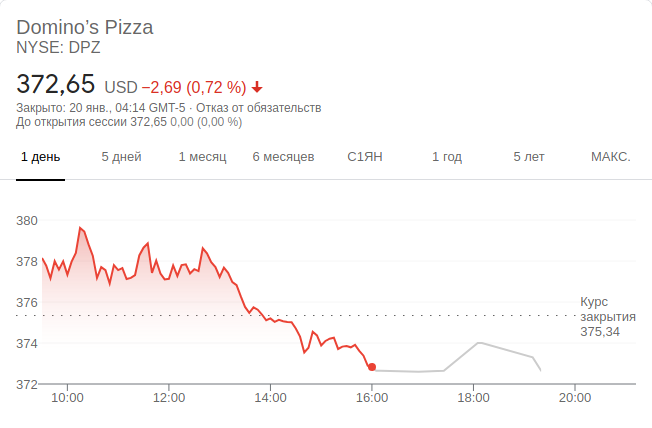 Domino's Pizza
NYSE: DPZ
372,65 USD −2,69 (0,72 %)
Закрыто: 20 янв., 04:14 GMT-5 · Отказ от обязательств
До открытия сессии 372,65 0,00 (0,00 %)
1 день 5 дней 1 месяц 6 месяцев С1ЯН 1 год 5 лет МАКС.
380
378
376
Курс
закрытия
375,34
374
372
10:00 12:00 14:00 16:00 18:00 20:00